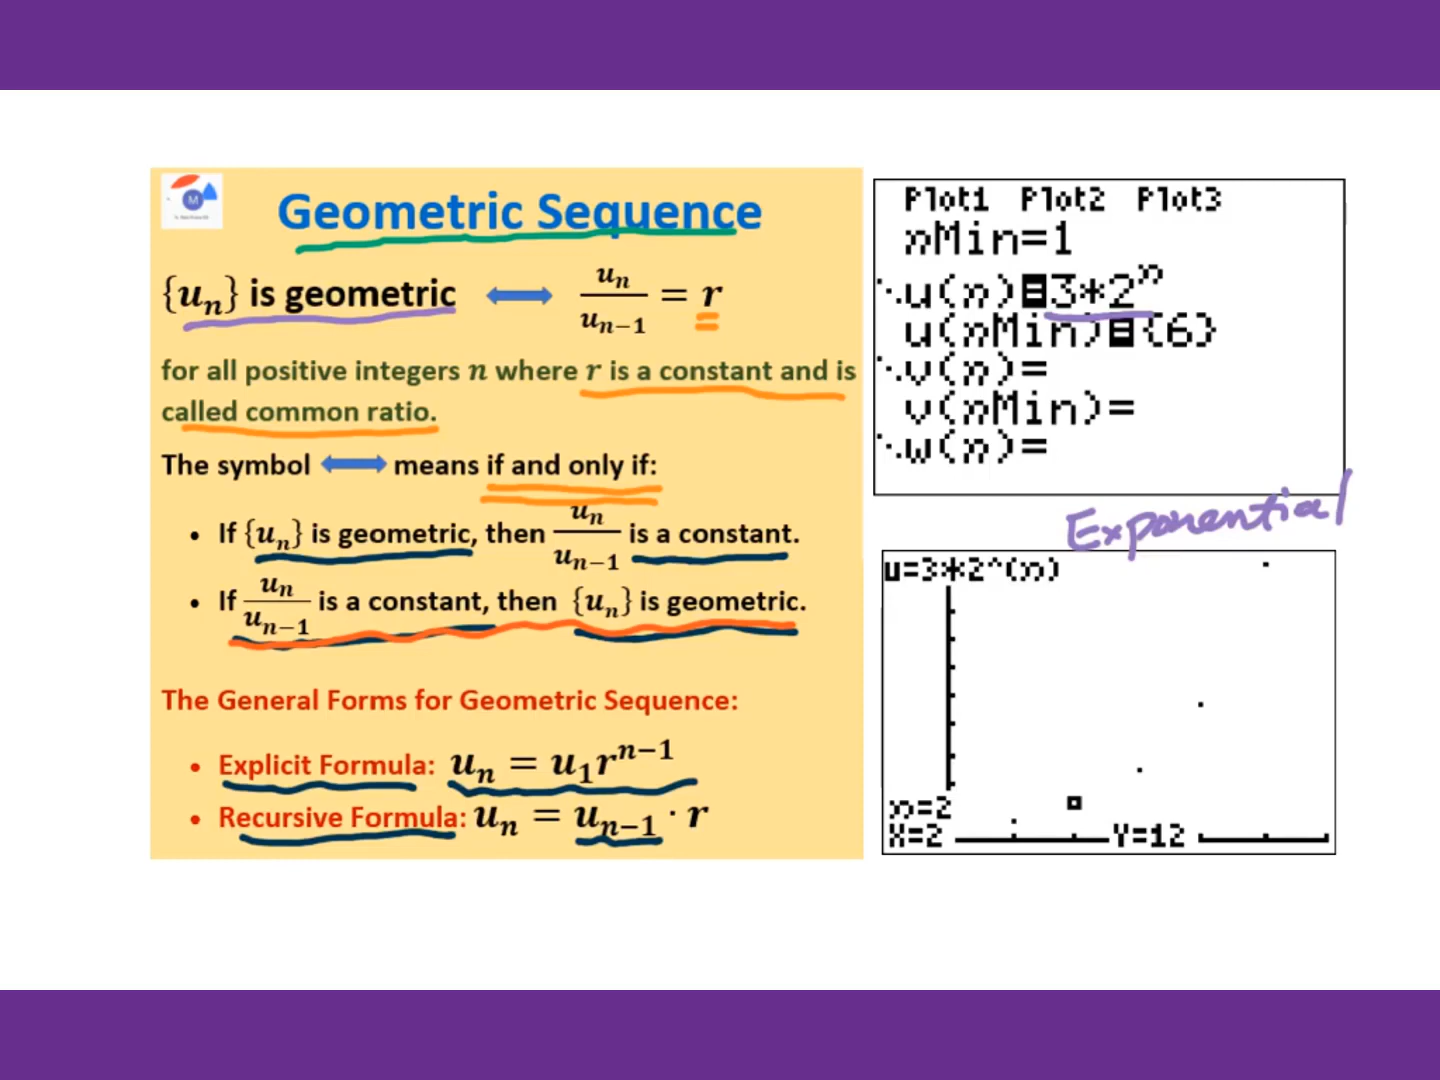 Geometric Sequence
{uₙ} is geometric ⟷ uₙ/uₙ₋₁ = r
for all positive integers n where r is a constant and is
called common ratio.
The symbol ⟷ means if and only if:
• If {uₙ} is geometric, then uₙ/uₙ₋₁ is a constant.
• If uₙ/uₙ₋₁ is a constant, then {uₙ} is geometric.
The General Forms for Geometric Sequence:
• Explicit Formula: uₙ = u₁rⁿ⁻¹
• Recursive Formula: uₙ = uₙ₋₁ · r
Plot1 Plot2 Plot3
nMin=1
u(n)=3*2ⁿ
u(nMin)={6}
v(n)=
v(nMin)=
w(n)=
Exponential
u=3*2^(n)
n=2
X=2 Y=12